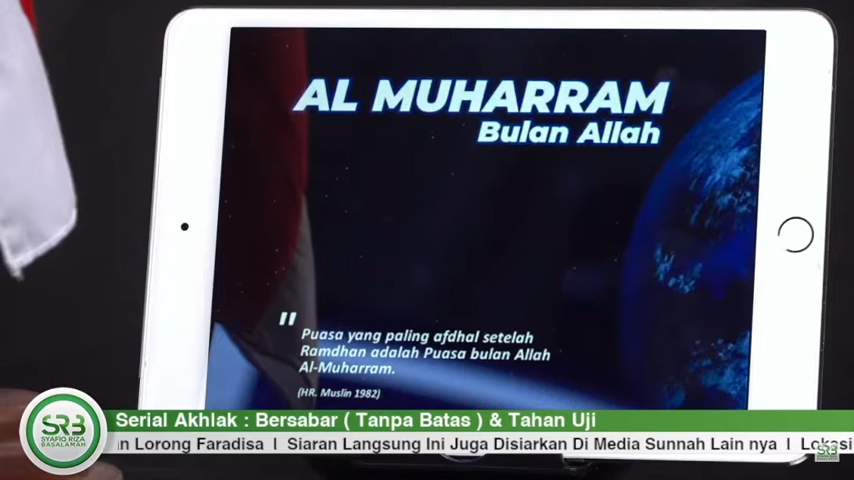 AL MUHARRAM
Bulan Allah
"
Puasa yang paling afdhal setelah
Ramdhan adalah Puasa bulan Allah
Al-Muharram.
(HR. Muslin 1982)
SRB
SYAFIQ RIZA
BASALAMAH
Serial Akhlak : Bersabar ( Tanpa Batas ) & Tahan Uji
n Lorong Faradisa I Siaran Langsung Ini Juga Disiarkan Di Media Sunnah Lain nya I Lokasi
SRB